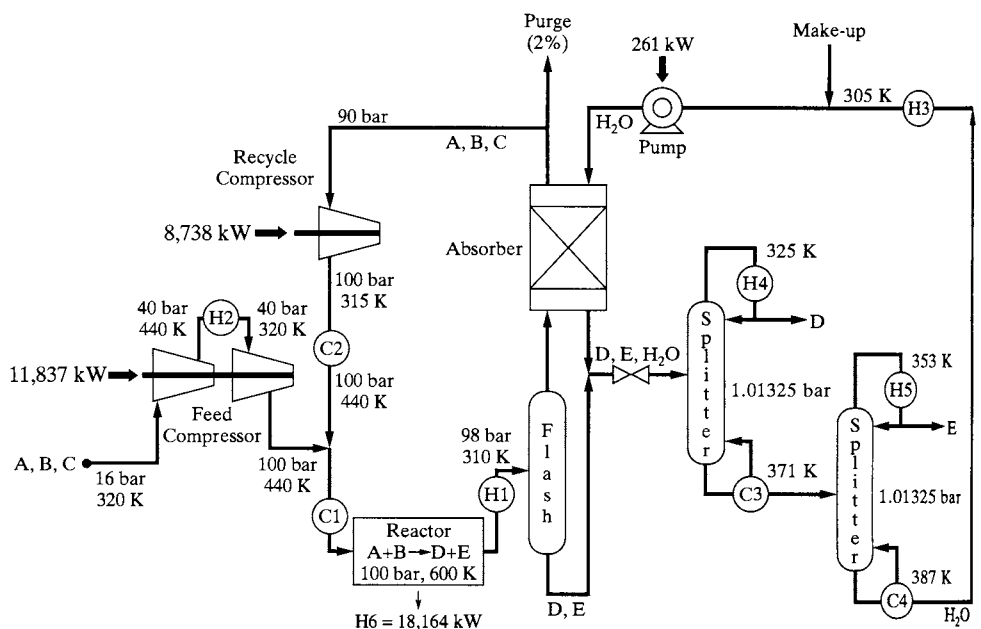 Purge
(2%)
261 kW
Make-up
305 K
H3
H₂O
Pump
90 bar
A, B, C
Recycle
Compressor
8,738 kW
Absorber
100 bar
315 K
325 K
H4
D
40 bar
440 K
H2
40 bar
320 K
C2
D, E, H₂O
Splitter
1.01325 bar
353 K
H5
E
11,837 kW
Feed
Compressor
100 bar
440 K
Flash
98 bar
310 K
H1
371 K
C3
Splitter
1.01325 bar
A, B, C
16 bar
320 K
100 bar
440 K
C1
Reactor
A+B→D+E
100 bar, 600 K
387 K
C4
H₂O
D, E
H6 = 18,164 kW